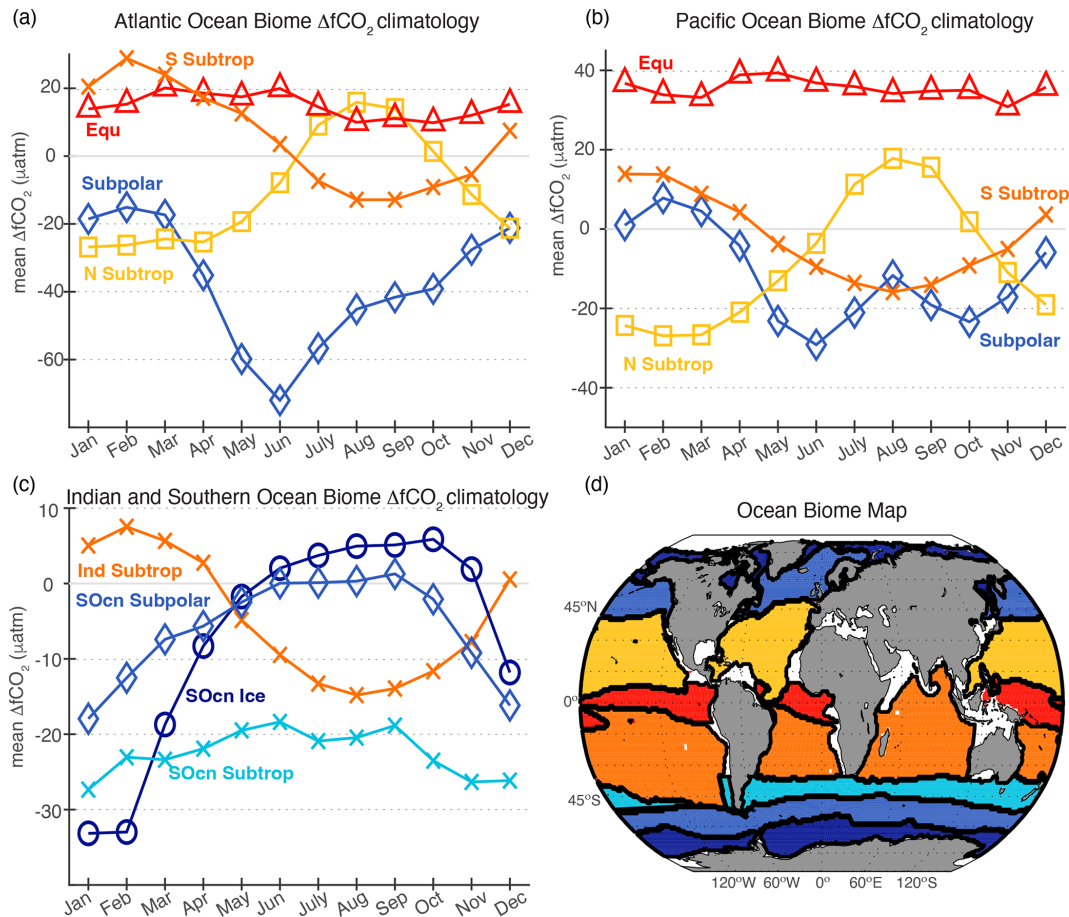 (a) Atlantic Ocean Biome ΔfCO2 climatology
mean ΔfCO2 (µatm)
20
0
-20
-40
-60
S Subtrop
Equ
Subpolar
N Subtrop
Jan Feb Mar Apr May Jun July Aug Sep Oct Nov Dec
(b) Pacific Ocean Biome ΔfCO2 climatology
mean ΔfCO2 (µatm)
40
20
0
-20
-40
Equ
S Subtrop
Subpolar
N Subtrop
Jan Feb Mar Apr May Jun July Aug Sep Oct Nov Dec
(c) Indian and Southern Ocean Biome ΔfCO2 climatology
mean ΔfCO2 (µatm)
10
0
-10
-20
-30
Ind Subtrop
SOcn Subpolar
SOcn Ice
SOcn Subtrop
Jan Feb Mar Apr May Jun July Aug Sep Oct Nov Dec
(d) Ocean Biome Map
45°N
0°
45°S
120°W 60°W 0° 60°E 120°S